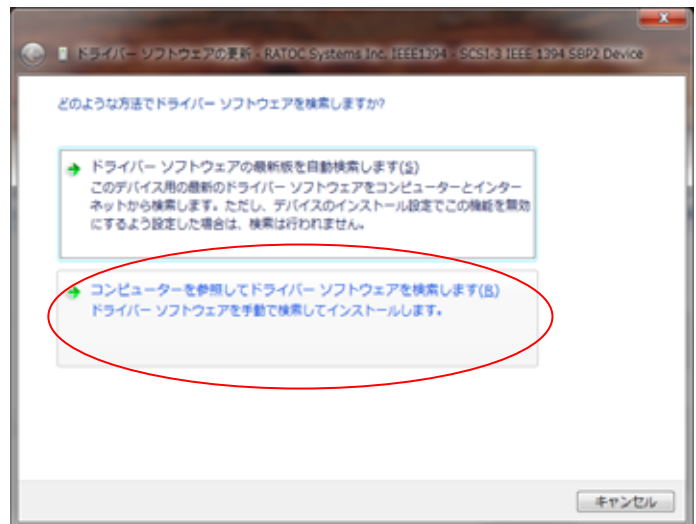 ドライバー ソフトウェアの更新 - RATOC Systems Inc. IEEE1394 - SCSI-3 IEEE 1394 SBP2 Device
どのような方法でドライバー ソフトウェアを検索しますか?
ドライバー ソフトウェアの最新版を自動検索します(S)
このデバイス用の最新のドライバー ソフトウェアをコンピューターとインター
ネットから検索します。ただし、デバイスのインストール設定でこの機能を無効
にするよう設定した場合は、検索は行われません。
コンピューターを参照してドライバー ソフトウェアを検索します(R)
ドライバー ソフトウェアを手動で検索してインストールします。
キャンセル